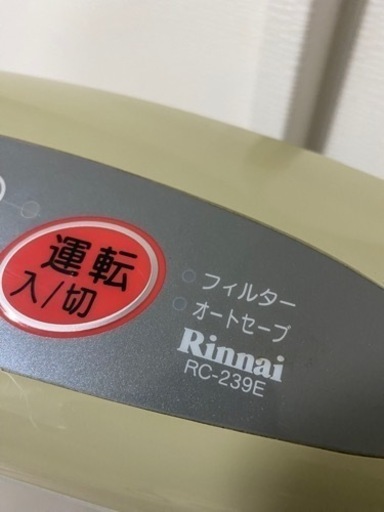 運転
入/切
フィルター
オートセーブ
Rinnai
RC-239E